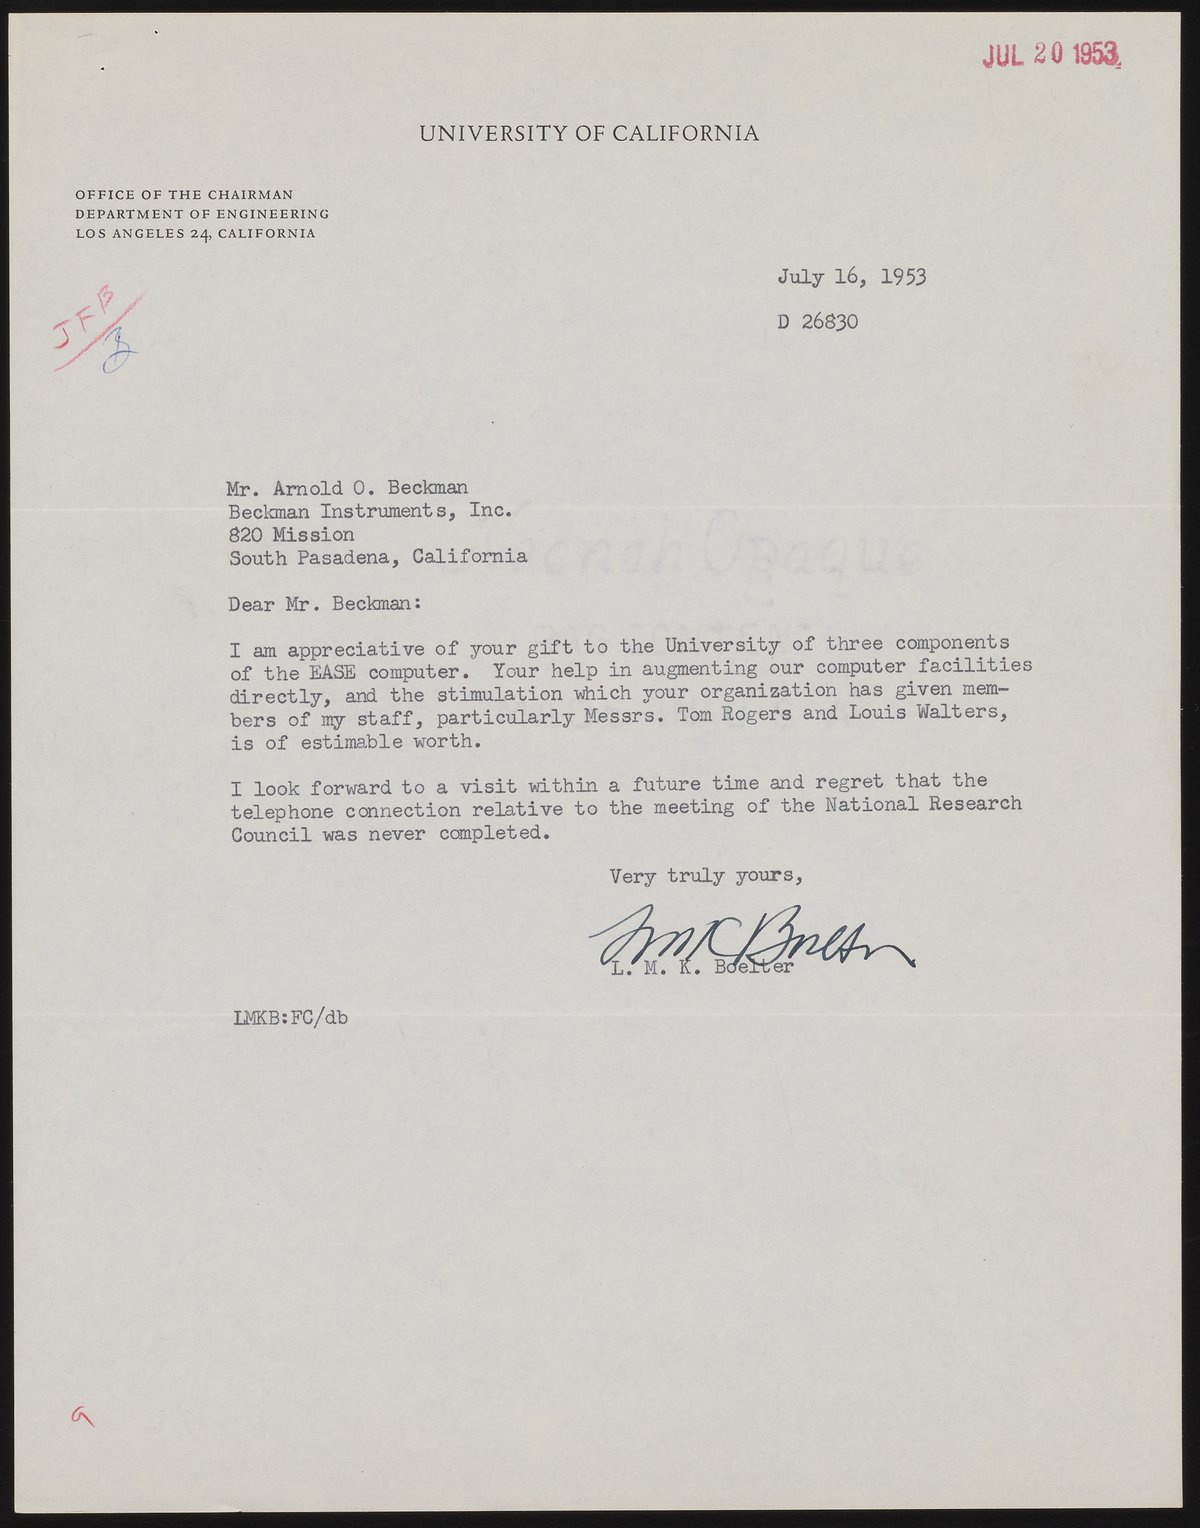 JUL 20 1953
UNIVERSITY OF CALIFORNIA
OFFICE OF THE CHAIRMAN
DEPARTMENT OF ENGINEERING
LOS ANGELES 24, CALIFORNIA
July 16, 1953
D 26830
JFB
Mr. Arnold O. Beckman
Beckman Instruments, Inc.
820 Mission
South Pasadena, California
Dear Mr. Beckman:
I am appreciative of your gift to the University of three components
of the EASE computer. Your help in augmenting our computer facilities
directly, and the stimulation which your organization has given mem-
bers of my staff, particularly Messrs. Tom Rogers and Louis Walters,
is of estimable worth.
I look forward to a visit within a future time and regret that the
telephone connection relative to the meeting of the National Research
Council was never completed.
Very truly yours,
LMK Boelter
L. M. K. Boelter
LMKB:FC/db